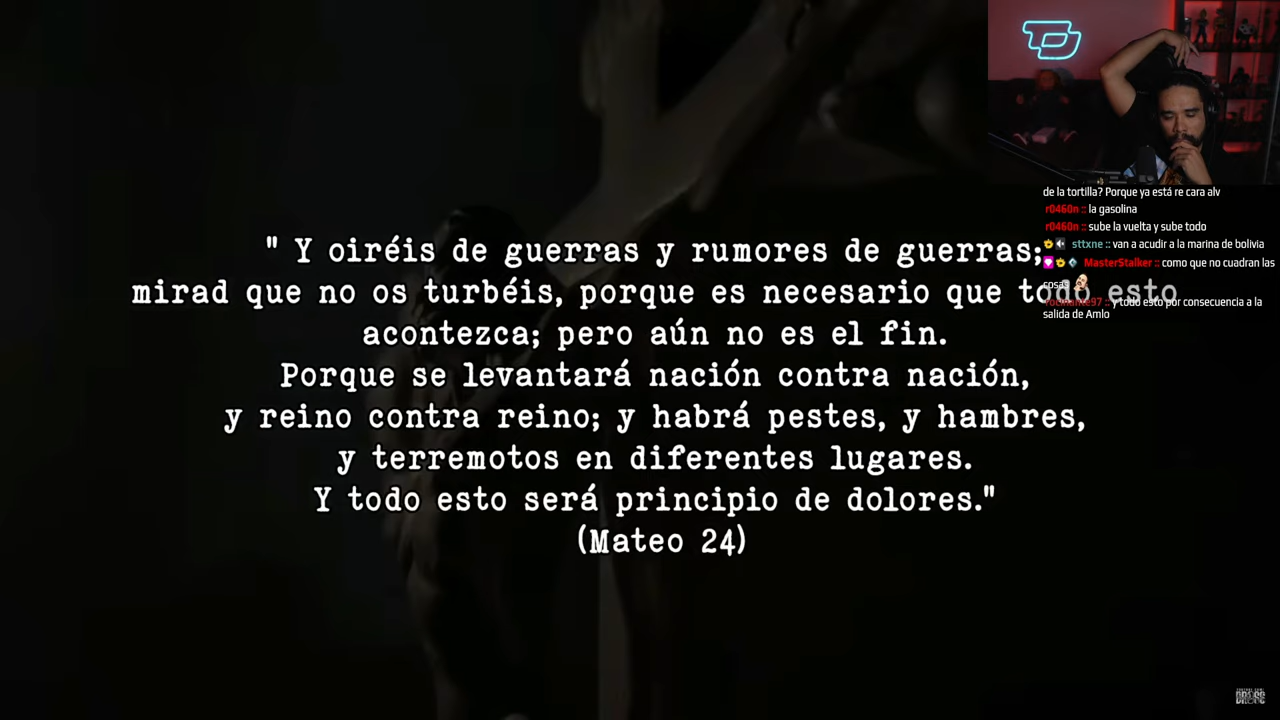 " Y oiréis de guerras y rumores de guerras;
mirad que no os turbéis, porque es necesario que todo esto
acontezca; pero aún no es el fin.
Porque se levantará nación contra nación,
y reino contra reino; y habrá pestes, y hambres,
y terremotos en diferentes lugares.
Y todo esto será principio de dolores."
(Mateo 24)
de la tortilla? Porque ya está re cara alv
r0460n :: la gasolina
r0460n :: sube la vuelta y sube todo
sttxne :: van a acudir a la marina de bolivia
MasterStalker :: como que no cuadran las
cosas
:: y todo esto por consecuencia a la
salida de Amlo
DROSS